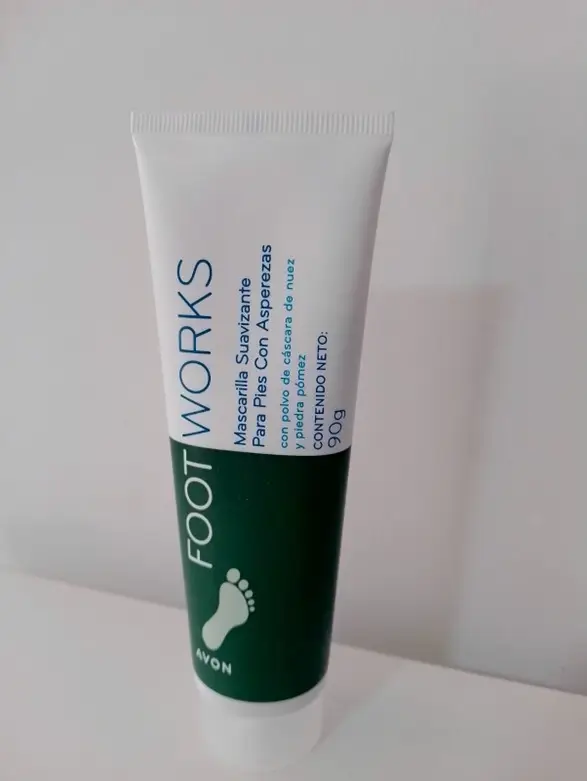 FOOT WORKS
Mascarilla Suavizante
Para Pies Con Asperezas
con polvo de cáscara de nuez
y piedra pómez
CONTENIDO NETO:
90g
AVON